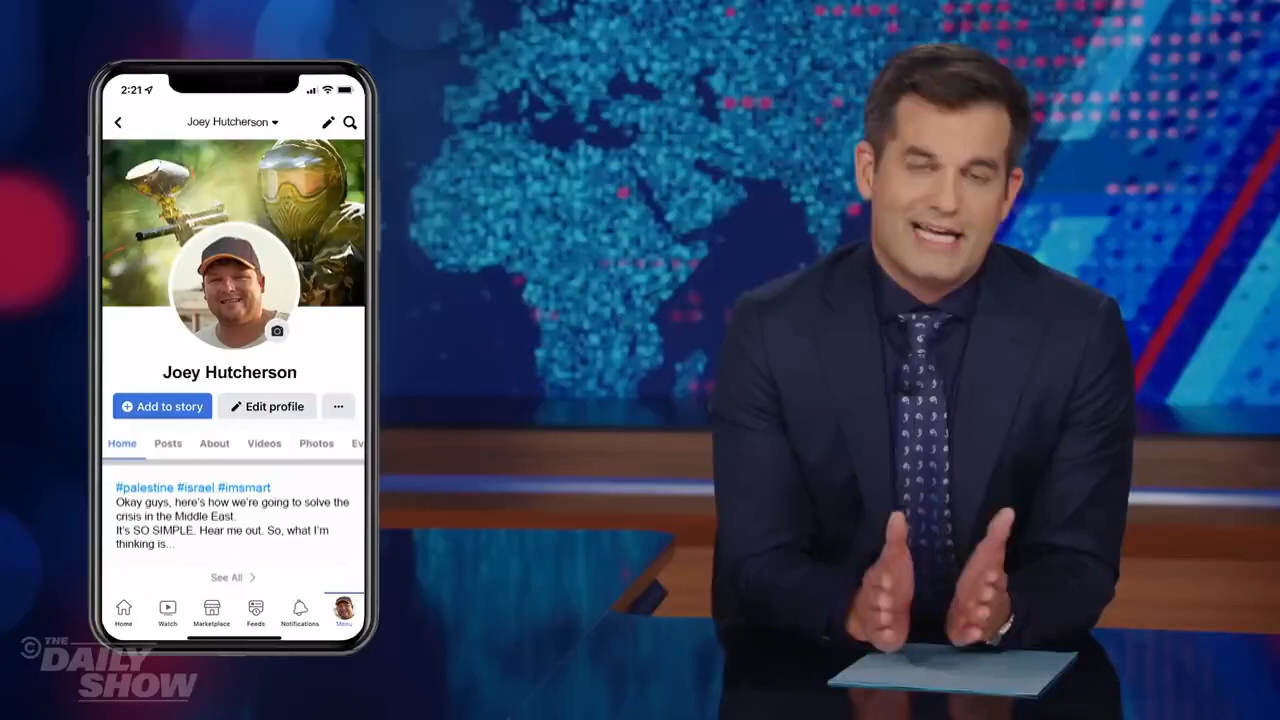 2:21
Joey Hutcherson
Joey Hutcherson
Add to story
Edit profile
Home Posts About Videos Photos Ev
#palestine #israel #imsmart
Okay guys, here's how we're going to solve the
crisis in the Middle East.
It's SO SIMPLE. Hear me out. So, what I'm
thinking is...
See All
Home Watch Marketplace Feeds Notifications Menu
THE
DAILY
SHOW